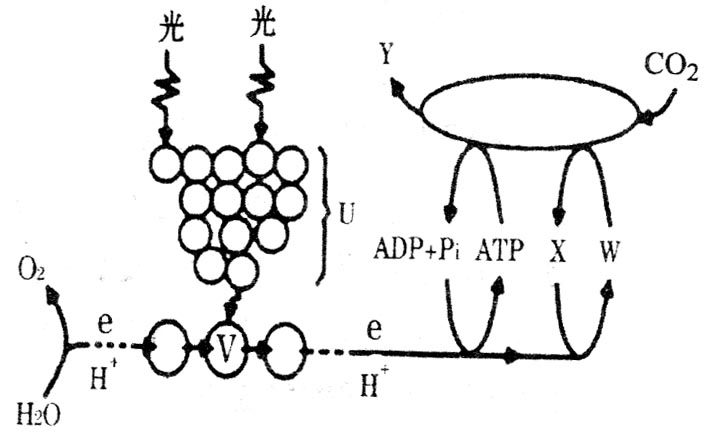 光 光
Y
CO₂
U
ADP+Pi ATP X W
O₂
e
V
e
H⁺
H⁺
H₂O